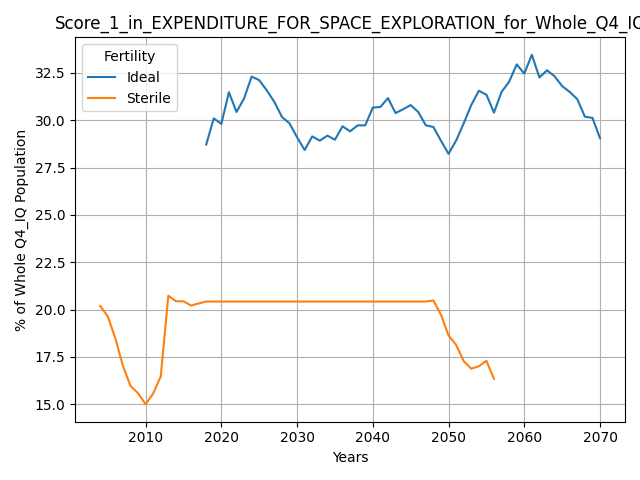 Score_1_in_EXPENDITURE_FOR_SPACE_EXPLORATION_for_Whole_Q4_IQ
Fertility
Ideal
Sterile
% of Whole Q4_IQ Population
32.5
30.0
27.5
25.0
22.5
20.0
17.5
15.0
2010 2020 2030 2040 2050 2060 2070
Years